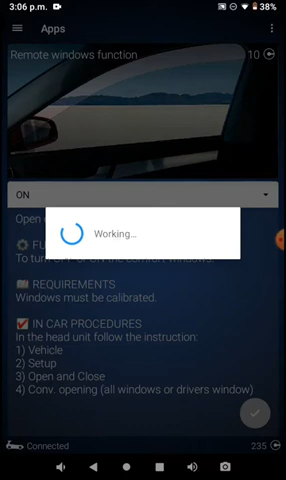 3:06 p.m.
38%
Apps
Remote windows function
10
ON
Open
To turn OFF or ON the comfort windows.
REQUIREMENTS
Windows must be calibrated.
IN CAR PROCEDURES
In the head unit follow the instruction:
1) Vehicle
2) Setup
3) Open and Close
4) Conv. opening (all windows or drivers window)
Working...
Connected
235